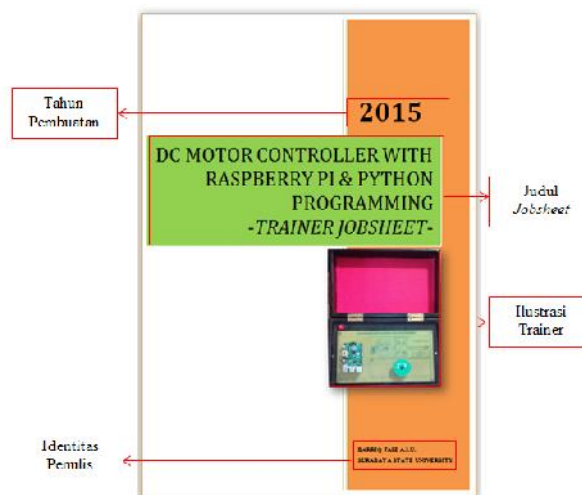 Tahun
Pembuatan
2015
DC MOTOR CONTROLLER WITH
RASPBERRY PI & PYTHON
PROGRAMMING
-TRAINER JOBSHEET-
Judul
Jobsheet
Ilustrasi
Trainer
Identitas
Penulis
SURABAYA STATE UNIVERSITY